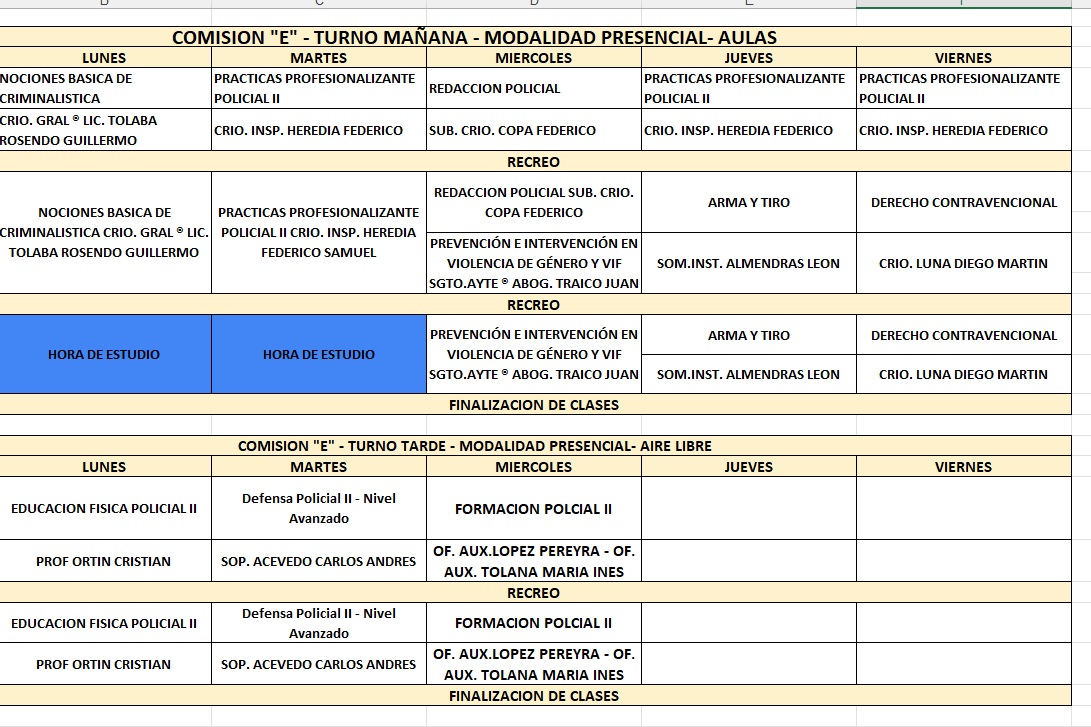 COMISION "E" - TURNO MAÑANA - MODALIDAD PRESENCIAL- AULAS
LUNES MARTES MIERCOLES JUEVES VIERNES
NOCIONES BASICA DE
CRIMINALISTICA
PRACTICAS PROFESIONALIZANTE
POLICIAL II
REDACCION POLICIAL
PRACTICAS PROFESIONALIZANTE
POLICIAL II
PRACTICAS PROFESIONALIZANTE
POLICIAL II
CRIO. GRAL ® LIC. TOLABA
ROSENDO GUILLERMO
CRIO. INSP. HEREDIA FEDERICO
SUB. CRIO. COPA FEDERICO
CRIO. INSP. HEREDIA FEDERICO
CRIO. INSP. HEREDIA FEDERICO
RECREO
NOCIONES BASICA DE
CRIMINALISTICA CRIO. GRAL ® LIC.
TOLABA ROSENDO GUILLERMO
PRACTICAS PROFESIONALIZANTE
POLICIAL II CRIO. INSP. HEREDIA
FEDERICO SAMUEL
REDACCION POLICIAL SUB. CRIO.
COPA FEDERICO
ARMA Y TIRO
DERECHO CONTRAVENCIONAL
PREVENCIÓN E INTERVENCIÓN EN
VIOLENCIA DE GÉNERO Y VIF
SGTO.AYTE ® ABOG. TRAICO JUAN
SOM.INST. ALMENDRAS LEON
CRIO. LUNA DIEGO MARTIN
RECREO
HORA DE ESTUDIO
HORA DE ESTUDIO
PREVENCIÓN E INTERVENCIÓN EN
VIOLENCIA DE GÉNERO Y VIF
SGTO.AYTE ® ABOG. TRAICO JUAN
ARMA Y TIRO
DERECHO CONTRAVENCIONAL
SOM.INST. ALMENDRAS LEON
CRIO. LUNA DIEGO MARTIN
FINALIZACION DE CLASES
COMISION "E" - TURNO TARDE - MODALIDAD PRESENCIAL- AIRE LIBRE
LUNES MARTES MIERCOLES JUEVES VIERNES
EDUCACION FISICA POLICIAL II
Defensa Policial II - Nivel
Avanzado
FORMACION POLCIAL II
PROF ORTIN CRISTIAN
SOP. ACEVEDO CARLOS ANDRES
OF. AUX.LOPEZ PEREYRA - OF.
AUX. TOLANA MARIA INES
RECREO
EDUCACION FISICA POLICIAL II
Defensa Policial II - Nivel
Avanzado
FORMACION POLCIAL II
PROF ORTIN CRISTIAN
SOP. ACEVEDO CARLOS ANDRES
OF. AUX.LOPEZ PEREYRA - OF.
AUX. TOLANA MARIA INES
FINALIZACION DE CLASES